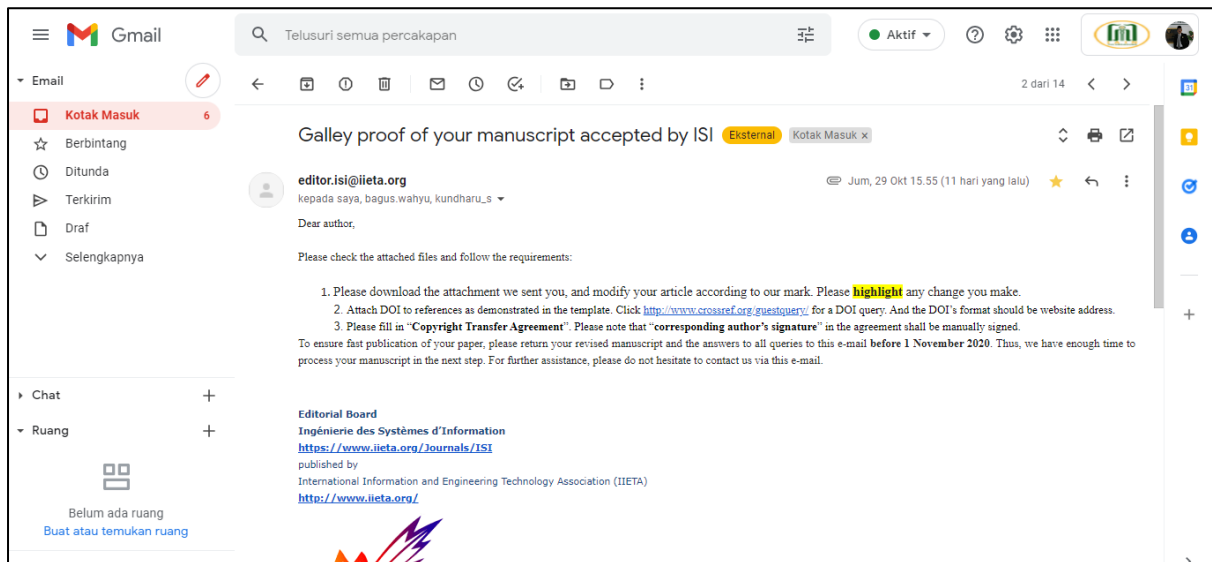 Gmail
Telusuri semua percakapan
Aktif
Email
2 dari 14
31
Kotak Masuk 6
Berbintang
Ditunda
Terkirim
Draf
Selengkapnya
Chat
Ruang
Belum ada ruang
Buat atau temukan ruang
Galley proof of your manuscript accepted by ISI Eksternal Kotak Masuk x
editor.isi@iieta.org Jum, 29 Okt 15.55 (11 hari yang lalu)
kepada saya, bagus.wahyu, kundharu_s
Dear author,
Please check the attached files and follow the requirements:
1. Please download the attachment we sent you, and modify your article according to our mark. Please highlight any change you make.
2. Attach DOI to references as demonstrated in the template. Click http://www.crossref.org/guestquery/ for a DOI query. And the DOI's format should be website address.
3. Please fill in “Copyright Transfer Agreement”. Please note that “corresponding author's signature” in the agreement shall be manually signed.
To ensure fast publication of your paper, please return your revised manuscript and the answers to all queries to this e-mail before 1 November 2020. Thus, we have enough time to
process your manuscript in the next step. For further assistance, please do not hesitate to contact us via this e-mail.
Editorial Board
Ingénierie des Systèmes d'Information
https://www.iieta.org/Journals/ISI
published by
International Information and Engineering Technology Association (IIETA)
http://www.iieta.org/